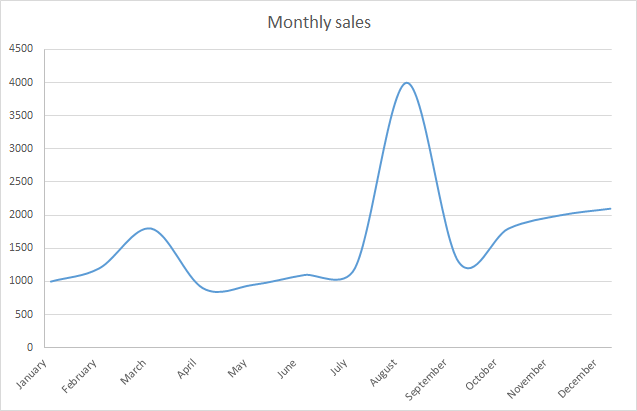 Monthly sales
4500
4000
3500
3000
2500
2000
1500
1000
500
0
January
February
March
April
May
June
July
August
September
October
November
December